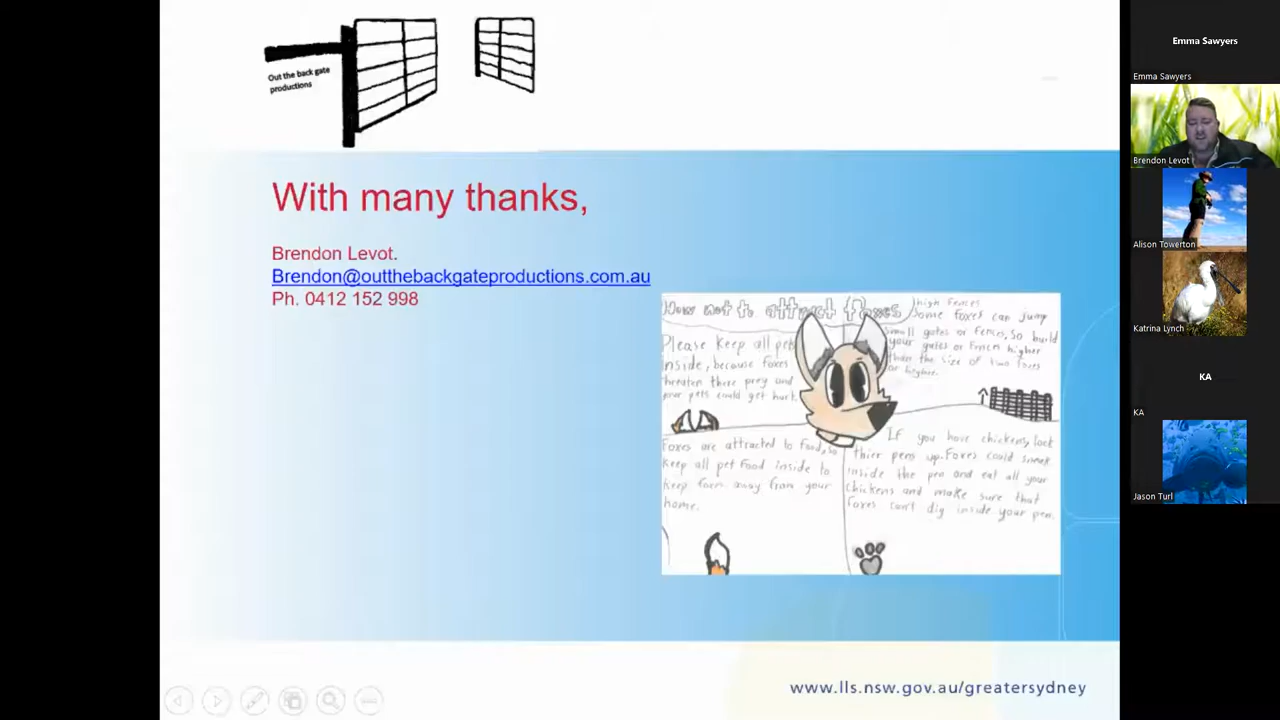 Out the back gate
productions
With many thanks,
Brendon Levot.
Brendon@outthebackgateproductions.com.au
Ph. 0412 152 998
How not to attract foxes
Please keep all pets
inside, because foxes
threaten there prey and
your pets could get hurt.
high fences
Some foxes can jump
small gates or fences, So build
your gates or fences higher
than the size of two foxes
or higher.
Foxes are attracted to food, so
keep all pet food inside to
keep them away from your
home.
If you have chickens, lock
thier pens up. Foxes could sneak
inside the pen and eat all your
chickens and make sure that
foxes can't dig inside your pen.
www.lls.nsw.gov.au/greatersydney
Emma Sawyers
Emma Sawyers
Brendon Levot
Alison Towerton
Katrina Lynch
KA
KA
Jason Turl